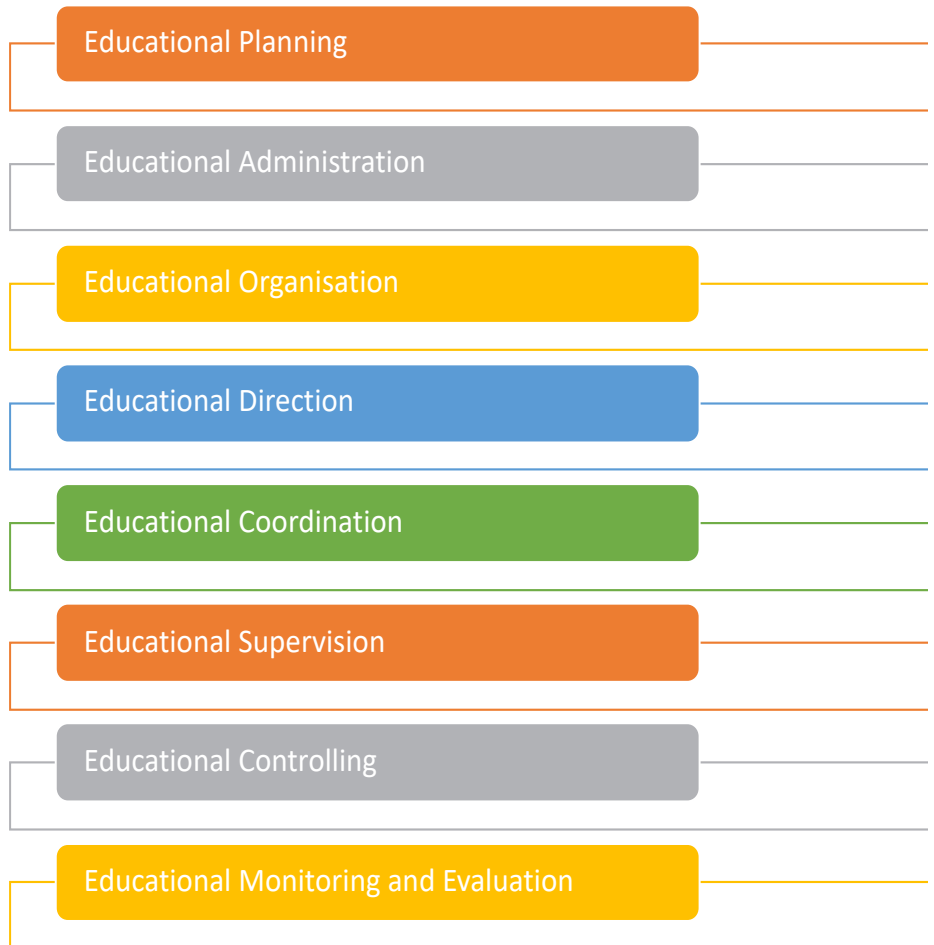 Educational Planning
Educational Administration
Educational Organisation
Educational Direction
Educational Coordination
Educational Supervision
Educational Controlling
Educational Monitoring and Evaluation